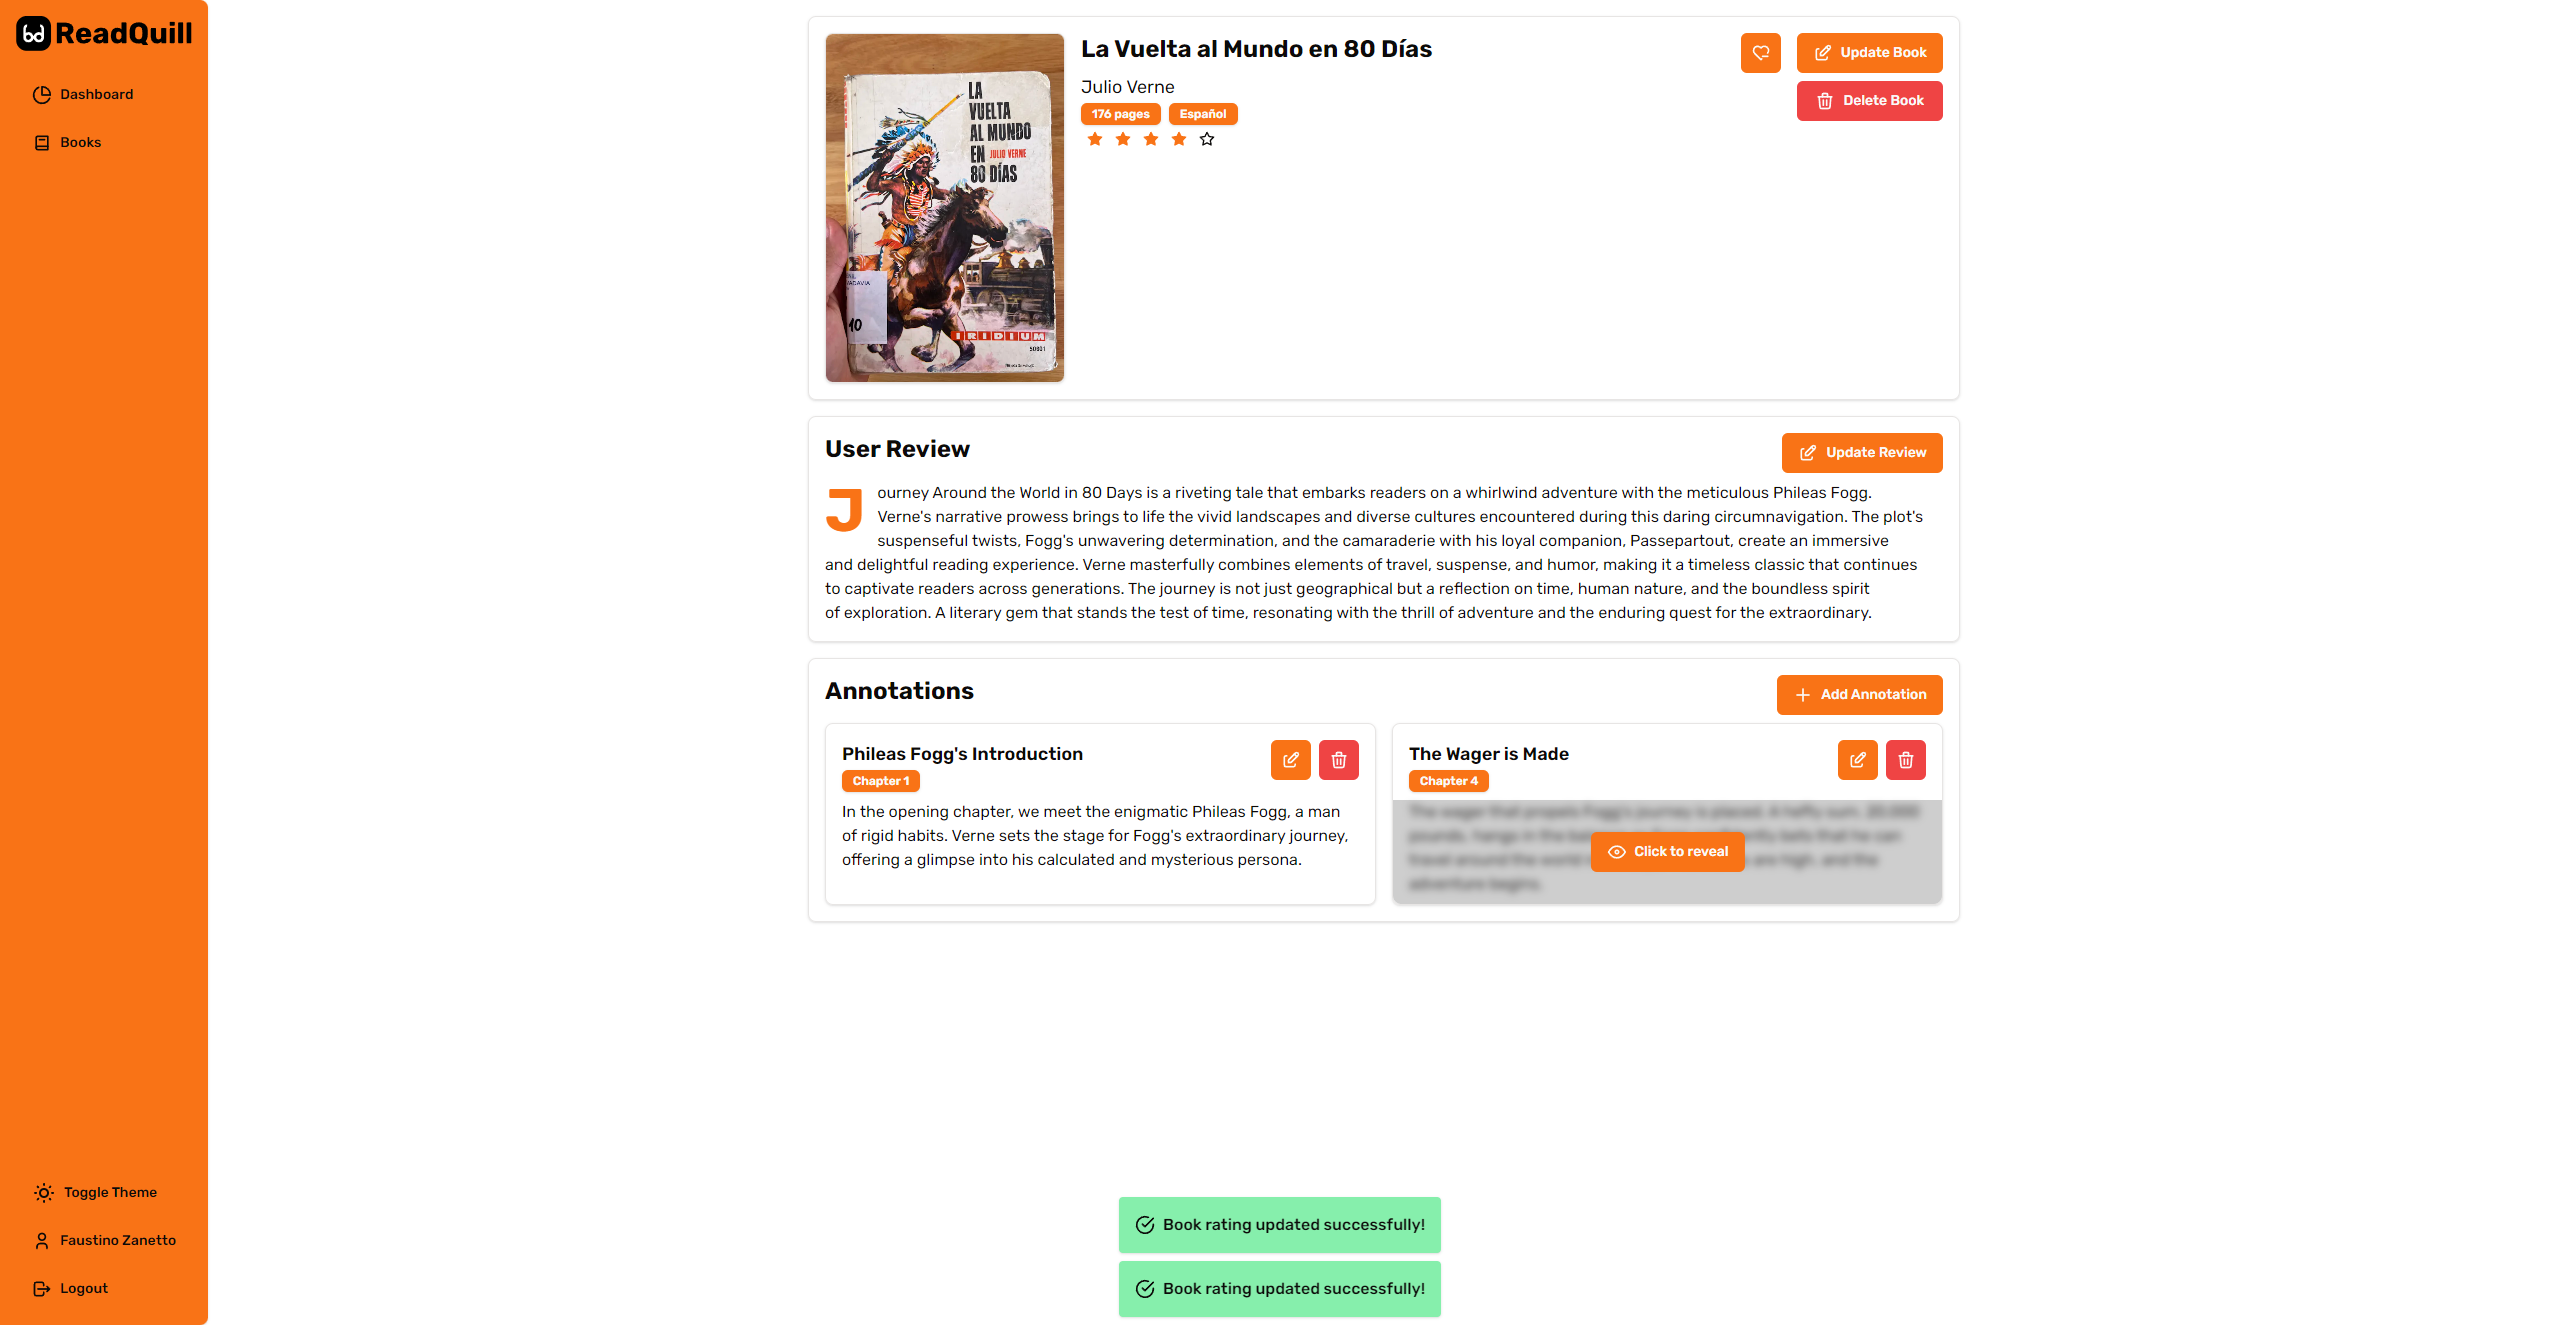 ReadQuill
Dashboard
Books
Toggle Theme
Faustino Zanetto
Logout
LA
VUELTA
AL MUNDO
EN JULIO VERNE
80 DÍAS
10
IRIDIUM
La Vuelta al Mundo en 80 Días
Julio Verne
176 pages Español
Update Book
Delete Book
User Review
Update Review
Journey Around the World in 80 Days is a riveting tale that embarks readers on a whirlwind adventure with the meticulous Phileas Fogg.
Verne's narrative prowess brings to life the vivid landscapes and diverse cultures encountered during this daring circumnavigation. The plot's
suspenseful twists, Fogg's unwavering determination, and the camaraderie with his loyal companion, Passepartout, create an immersive
and delightful reading experience. Verne masterfully combines elements of travel, suspense, and humor, making it a timeless classic that continues
to captivate readers across generations. The journey is not just geographical but a reflection on time, human nature, and the boundless spirit
of exploration. A literary gem that stands the test of time, resonating with the thrill of adventure and the enduring quest for the extraordinary.
Annotations
Add Annotation
Phileas Fogg's Introduction
Chapter 1
In the opening chapter, we meet the enigmatic Phileas Fogg, a man
of rigid habits. Verne sets the stage for Fogg's extraordinary journey,
offering a glimpse into his calculated and mysterious persona.
The Wager is Made
Chapter 4
Click to reveal
Book rating updated successfully!
Book rating updated successfully!